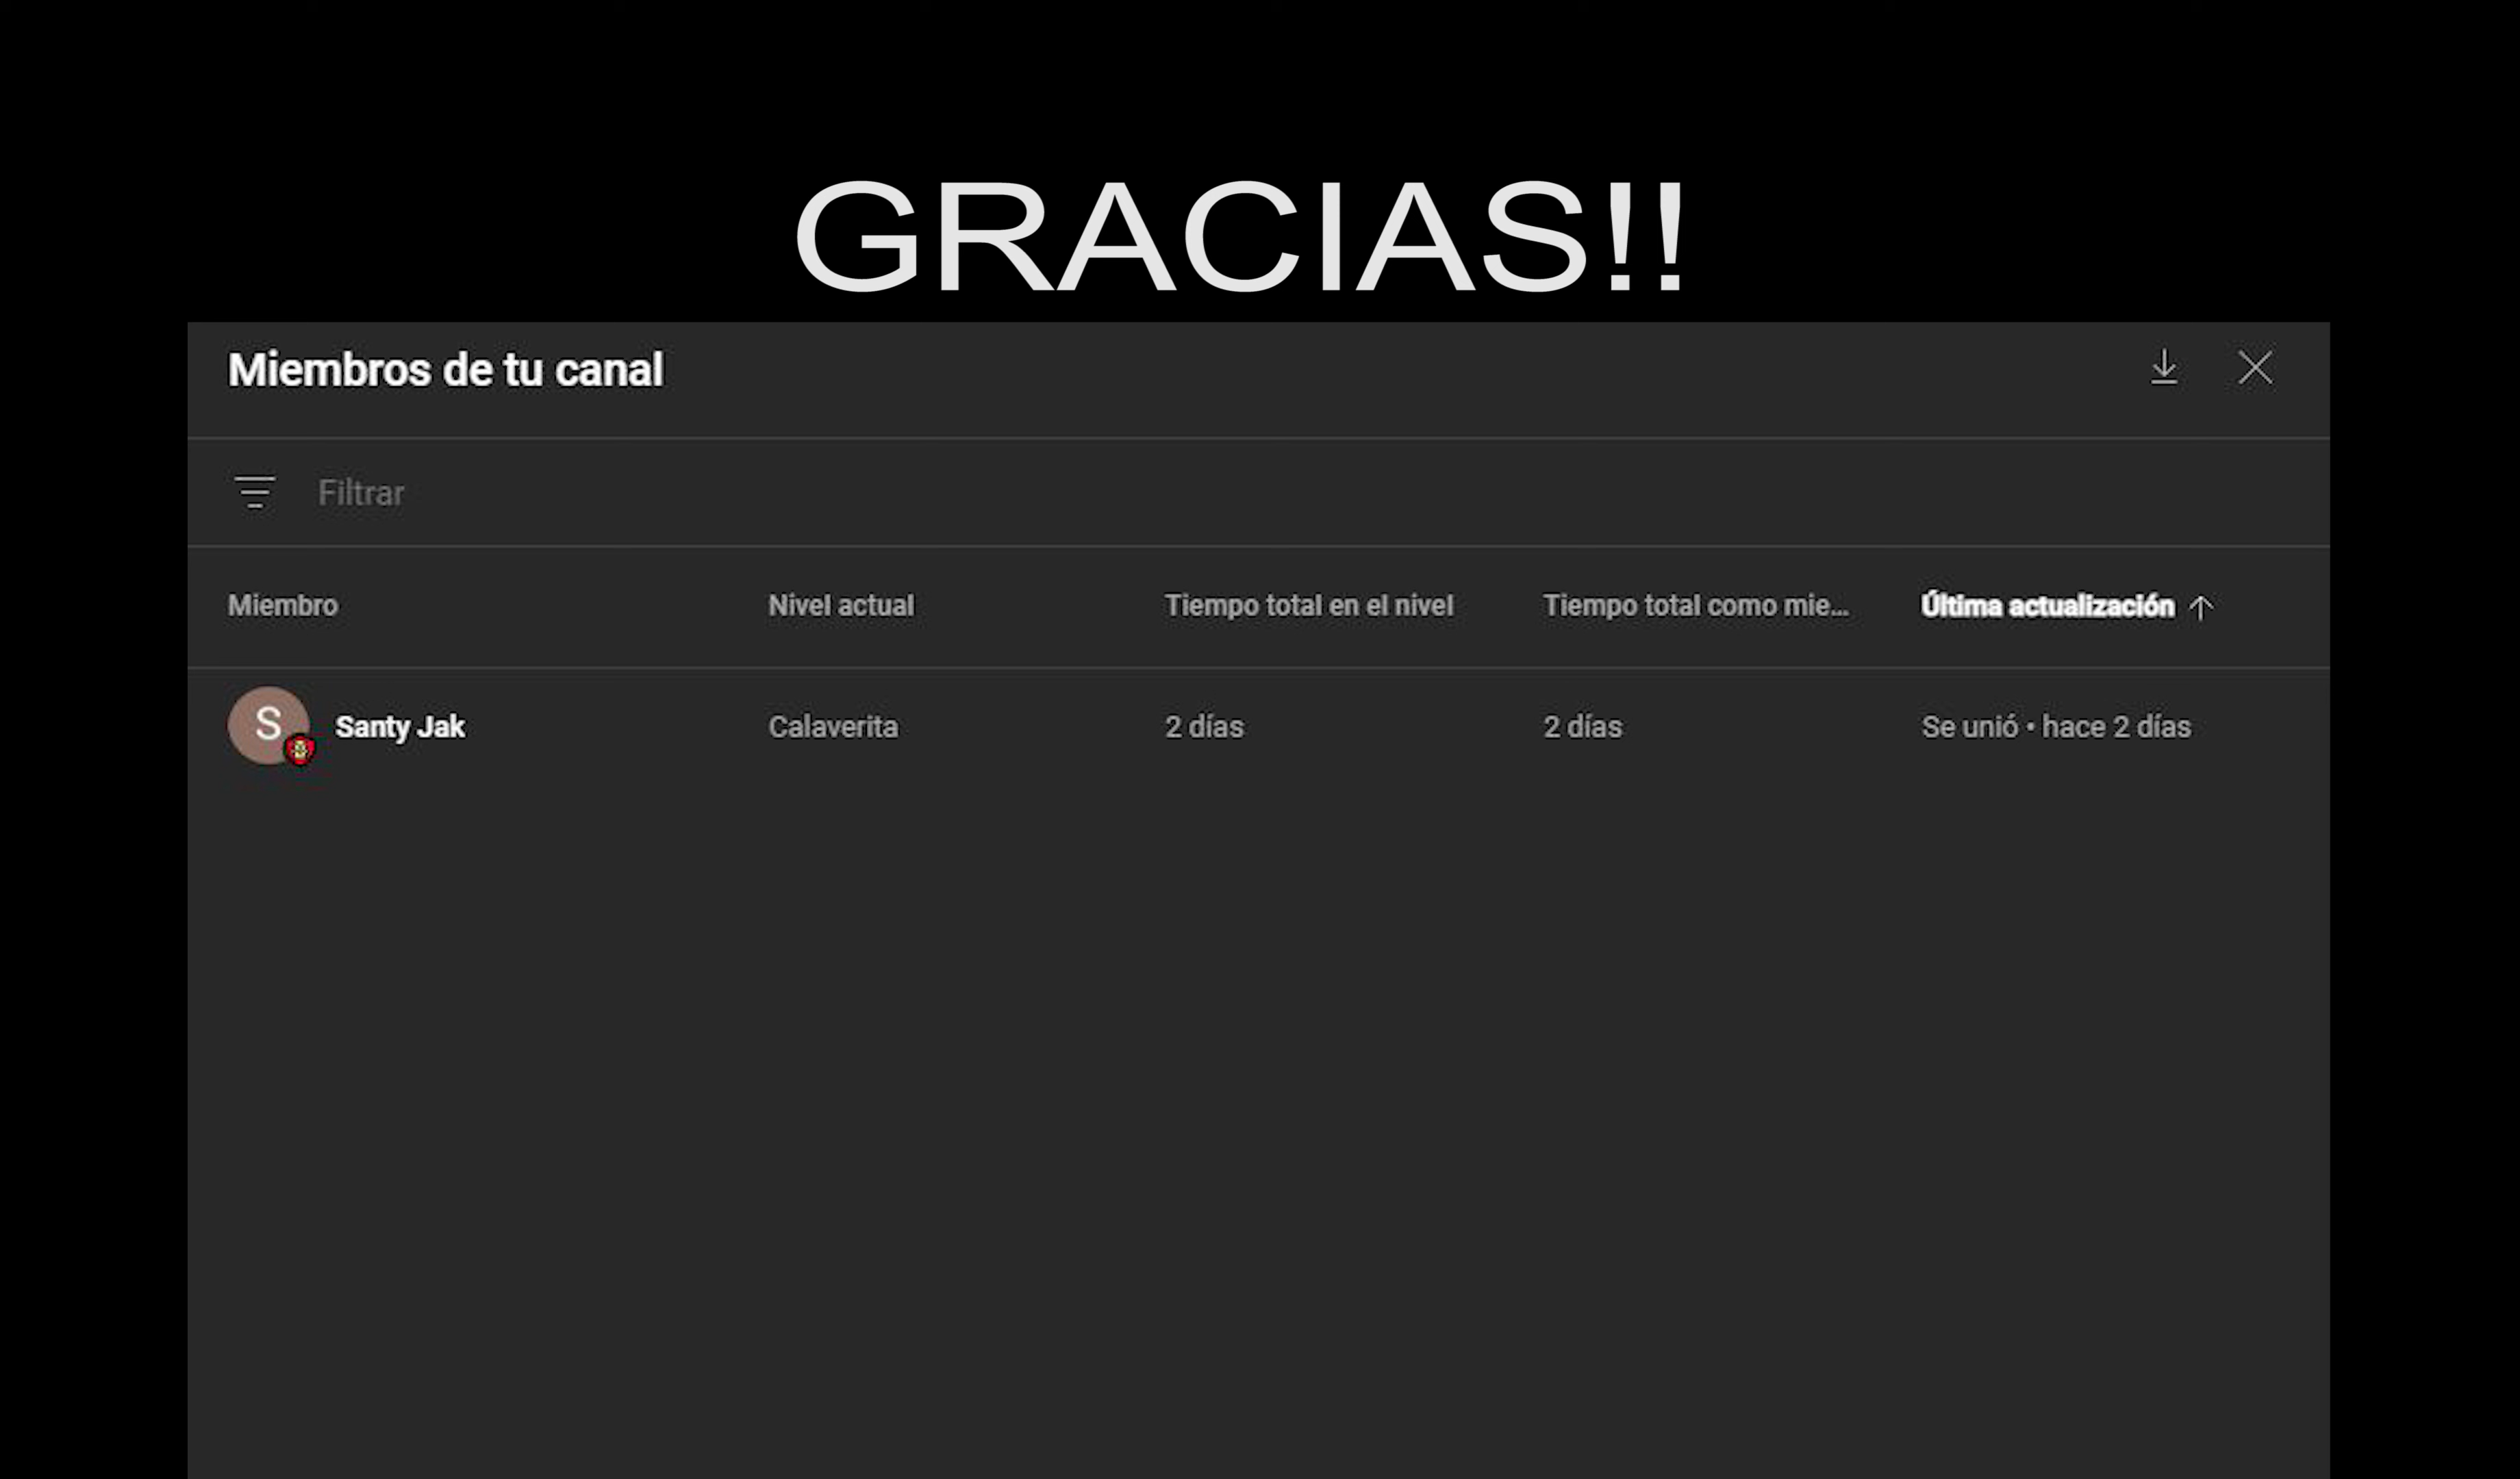 GRACIAS!!
Miembros de tu canal
Filtrar
Miembro Nivel actual Tiempo total en el nivel Tiempo total como mie... Última actualización
S Santy Jak Calaverita 2 días 2 días Se unió • hace 2 días